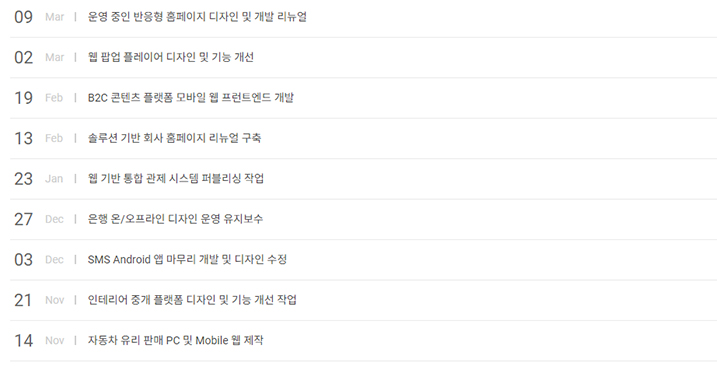 09 Mar | 운영 중인 반응형 홈페이지 디자인 및 개발 리뉴얼
02 Mar | 웹 팝업 플레이어 디자인 및 기능 개선
19 Feb | B2C 콘텐츠 플랫폼 모바일 웹 프런트엔드 개발
13 Feb | 솔루션 기반 회사 홈페이지 리뉴얼 구축
23 Jan | 웹 기반 통합 관제 시스템 퍼블리싱 작업
27 Dec | 은행 온/오프라인 디자인 운영 유지보수
03 Dec | SMS Android 앱 마무리 개발 및 디자인 수정
21 Nov | 인테리어 중개 플랫폼 디자인 및 기능 개선 작업
14 Nov | 자동차 유리 판매 PC 및 Mobile 웹 제작